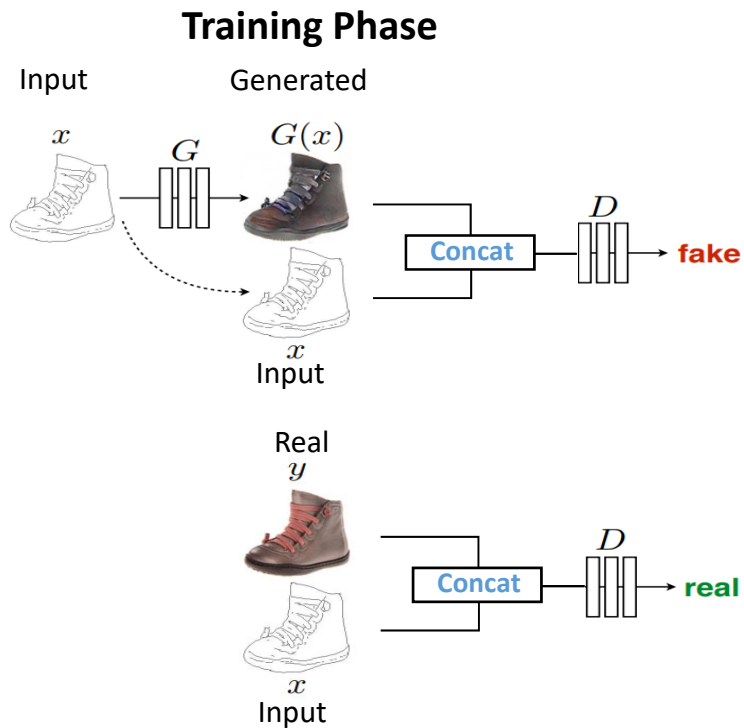 Training Phase
Input
Generated
x
G
G(x)
Concat
D
fake
x
Input
Real
y
Concat
D
real
x
Input